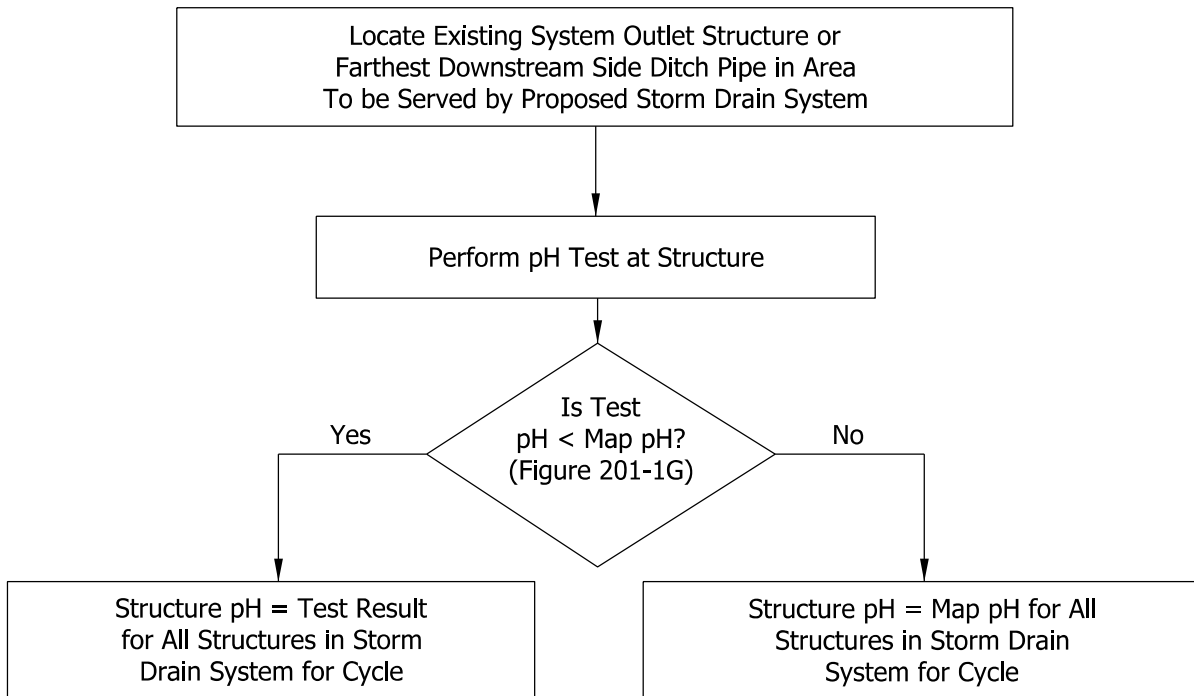 Locate Existing System Outlet Structure or
Farthest Downstream Side Ditch Pipe in Area
To be Served by Proposed Storm Drain System
Perform pH Test at Structure
Is Test
pH < Map pH?
(Figure 201-1G)
Yes
No
Structure pH = Test Result
for All Structures in Storm
Drain System for Cycle
Structure pH = Map pH for All
Structures in Storm Drain
System for Cycle